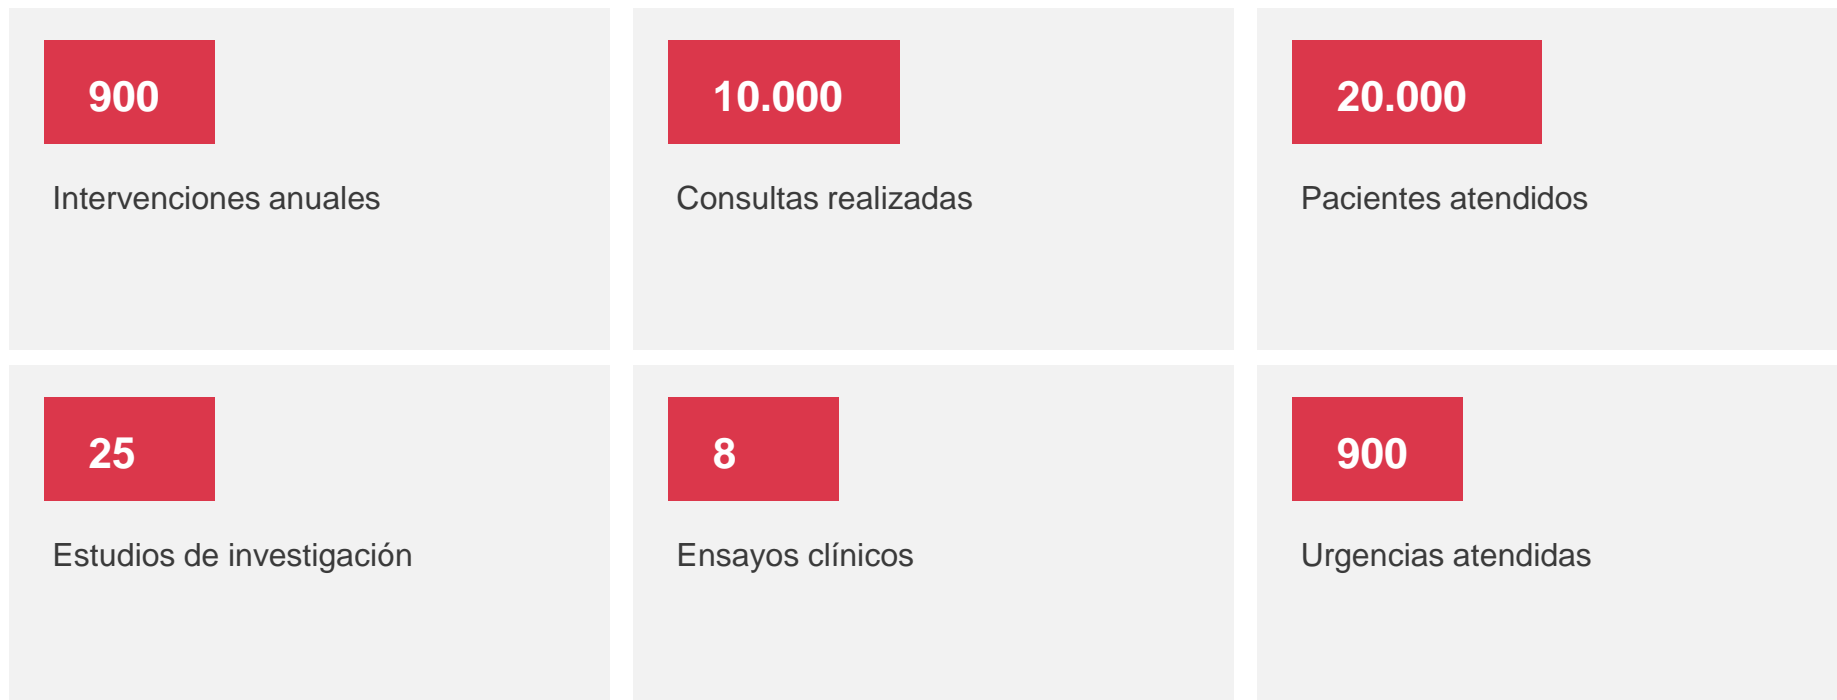 900
Intervenciones anuales
10.000
Consultas realizadas
20.000
Pacientes atendidos
25
Estudios de investigación
8
Ensayos clínicos
900
Urgencias atendidas